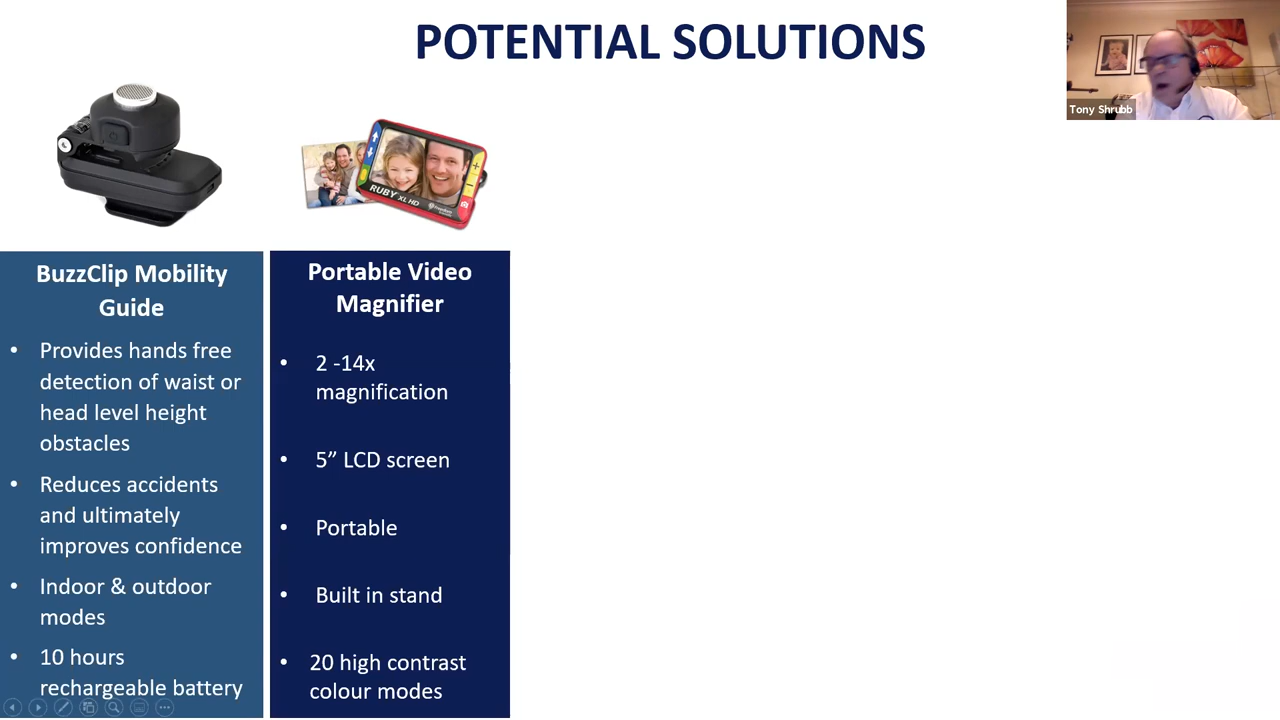 POTENTIAL SOLUTIONS
Tony Shrubb
RUBY XL HD
BuzzClip Mobility
Guide
• Provides hands free
detection of waist or
head level height
obstacles
• Reduces accidents
and ultimately
improves confidence
• Indoor & outdoor
modes
• 10 hours
rechargeable battery
Portable Video
Magnifier
• 2 -14x
magnification
• 5” LCD screen
• Portable
• Built in stand
• 20 high contrast
colour modes